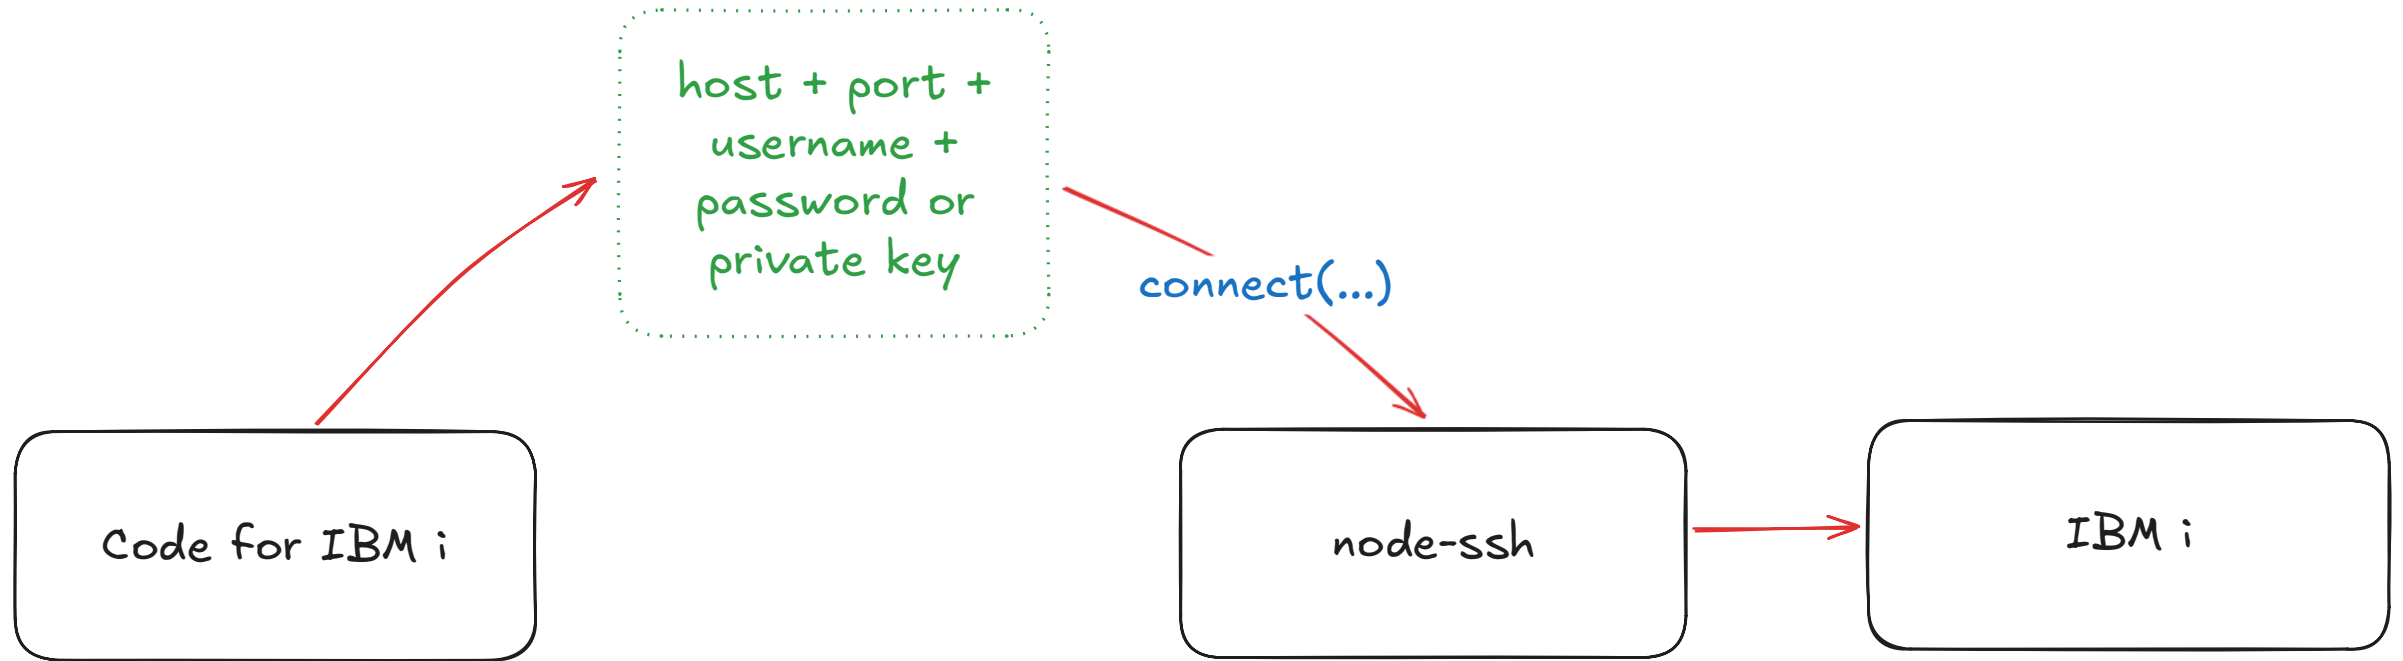 host + port +
username +
password or
private key
connect(...)
Code for IBM i
node-ssh
IBM i